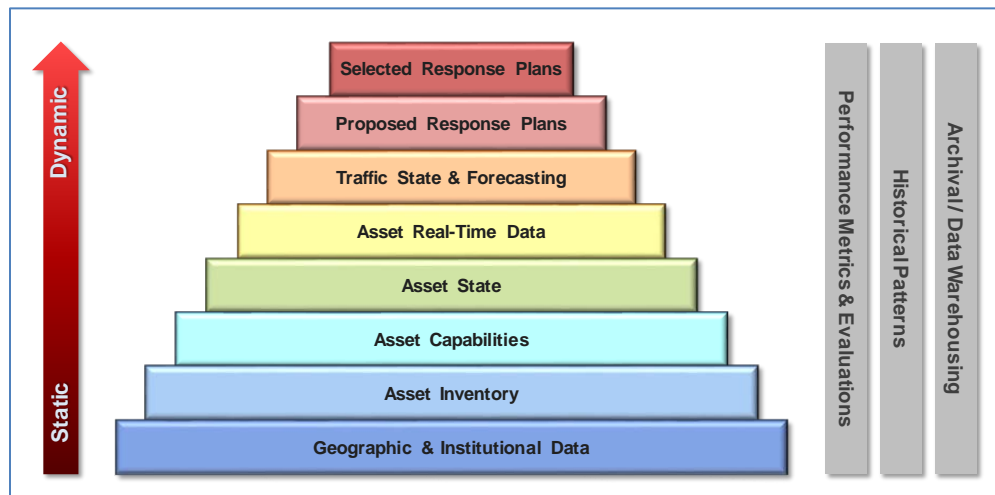 Dynamic
Static
Selected Response Plans
Proposed Response Plans
Traffic State & Forecasting
Asset Real-Time Data
Asset State
Asset Capabilities
Asset Inventory
Geographic & Institutional Data
Performance Metrics & Evaluations
Historical Patterns
Archival / Data Warehousing